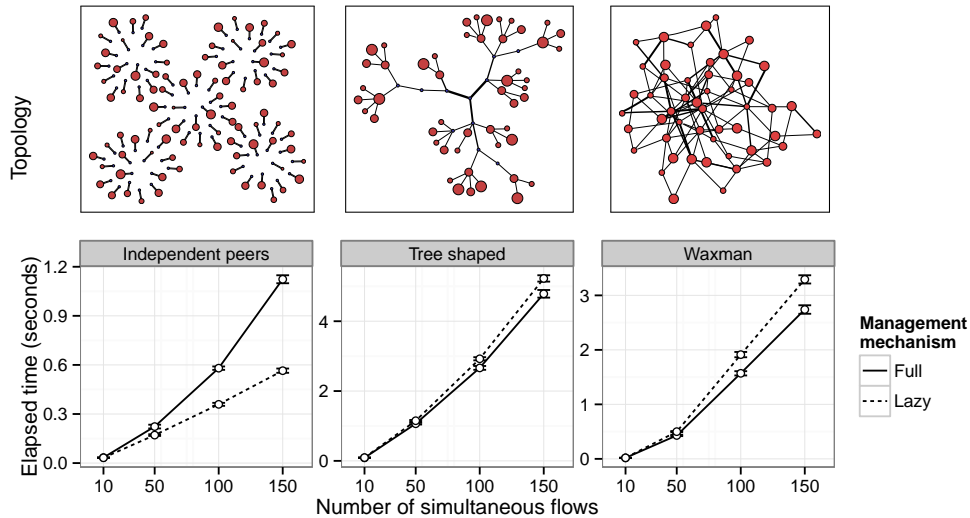 Topology
Independent peers
Tree shaped
Waxman
Elapsed time (seconds)
1.2
0.9
0.6
0.3
0.0
4
2
0
3
2
1
0
10 50 100 150
10 50 100 150
10 50 100 150
Number of simultaneous flows
Management
mechanism
Full
Lazy